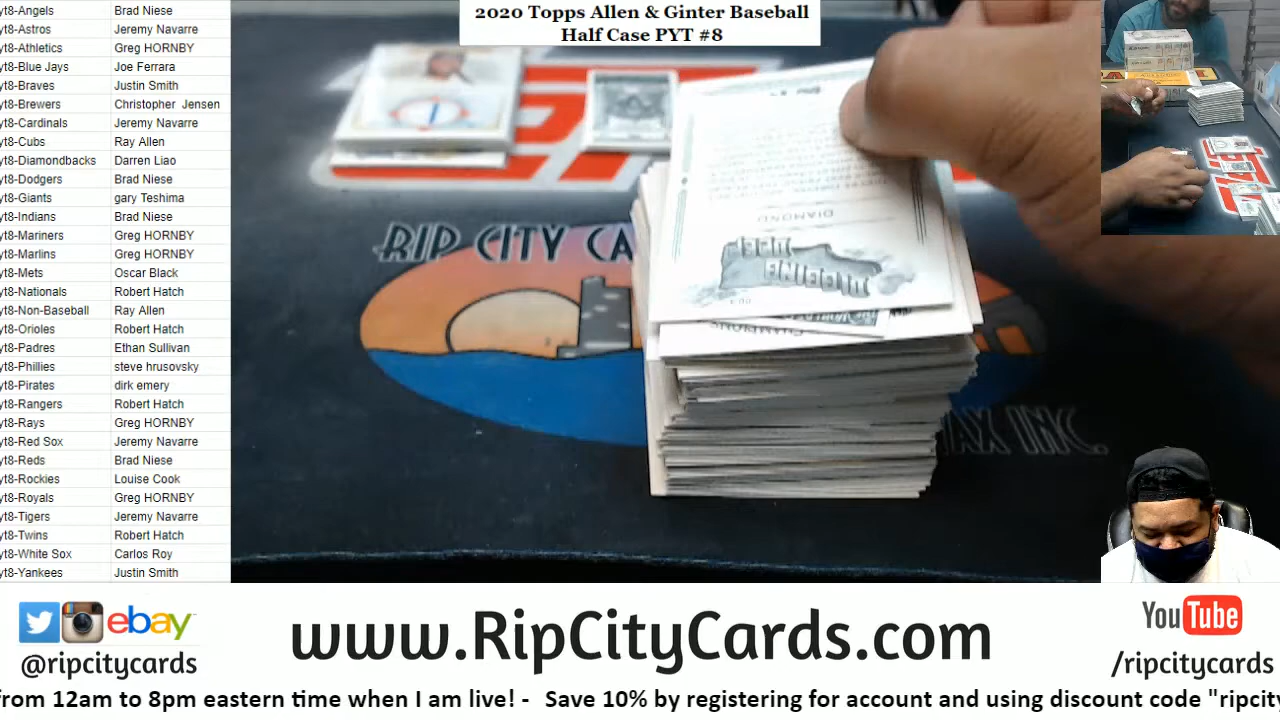 2020 Topps Allen & Ginter Baseball
Half Case PYT #8
yt8-Angels Brad Niese
yt8-Astros Jeremy Navarre
yt8-Athletics Greg HORNBY
yt8-Blue Jays Joe Ferrara
yt8-Braves Justin Smith
yt8-Brewers Christopher Jensen
yt8-Cardinals Jeremy Navarre
yt8-Cubs Ray Allen
yt8-Diamondbacks Darren Liao
yt8-Dodgers Brad Niese
yt8-Giants gary Teshima
yt8-Indians Brad Niese
yt8-Mariners Greg HORNBY
yt8-Marlins Greg HORNBY
yt8-Mets Oscar Black
yt8-Nationals Robert Hatch
yt8-Non-Baseball Ray Allen
yt8-Orioles Robert Hatch
yt8-Padres Ethan Sullivan
yt8-Phillies steve hrusovsky
yt8-Pirates dirk emery
yt8-Rangers Robert Hatch
yt8-Rays Greg HORNBY
yt8-Red Sox Jeremy Navarre
yt8-Reds Brad Niese
yt8-Rockies Louise Cook
yt8-Royals Greg HORNBY
yt8-Tigers Jeremy Navarre
yt8-Twins Robert Hatch
yt8-White Sox Carlos Roy
yt8-Yankees Justin Smith
RIP CITY CA
DIAMOND
DIGGING DEEP
CHAMPIONS
AX INC.
ebay
@ripcitycards
www.RipCityCards.com
YouTube
/ripcitycards
from 12am to 8pm eastern time when I am live! - Save 10% by registering for account and using discount code "ripcity